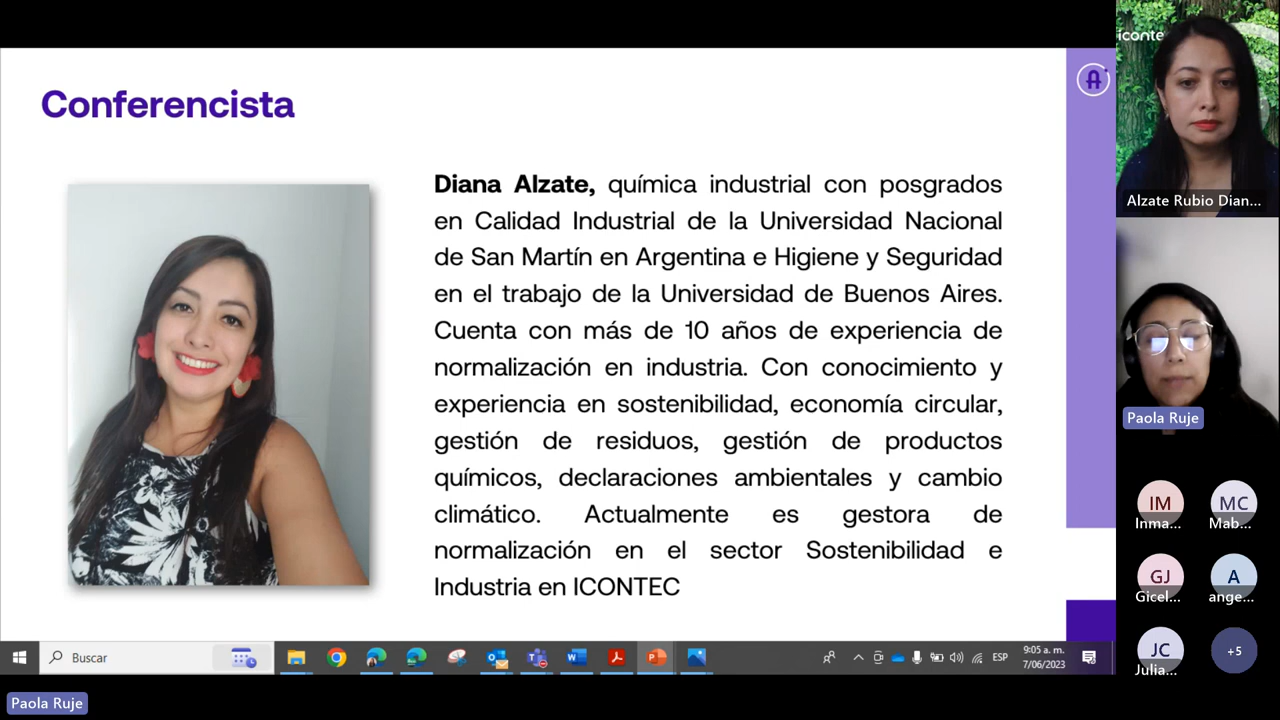 Conferencista
Diana Alzate, química industrial con posgrados
en Calidad Industrial de la Universidad Nacional
de San Martín en Argentina e Higiene y Seguridad
en el trabajo de la Universidad de Buenos Aires.
Cuenta con más de 10 años de experiencia de
normalización en industria. Con conocimiento y
experiencia en sostenibilidad, economía circular,
gestión de residuos, gestión de productos
químicos, declaraciones ambientales y cambio
climático. Actualmente es gestora de
normalización en el sector Sostenibilidad e
Industria en ICONTEC
A
iconte
Alzate Rubio Dian...
Paola Ruje
IM
Inma...
MC
Mab...
GJ
Gicel...
A
ange...
JC
Julia...
+5
Buscar
ESP
9:05 a. m.
7/06/2023
Paola Ruje